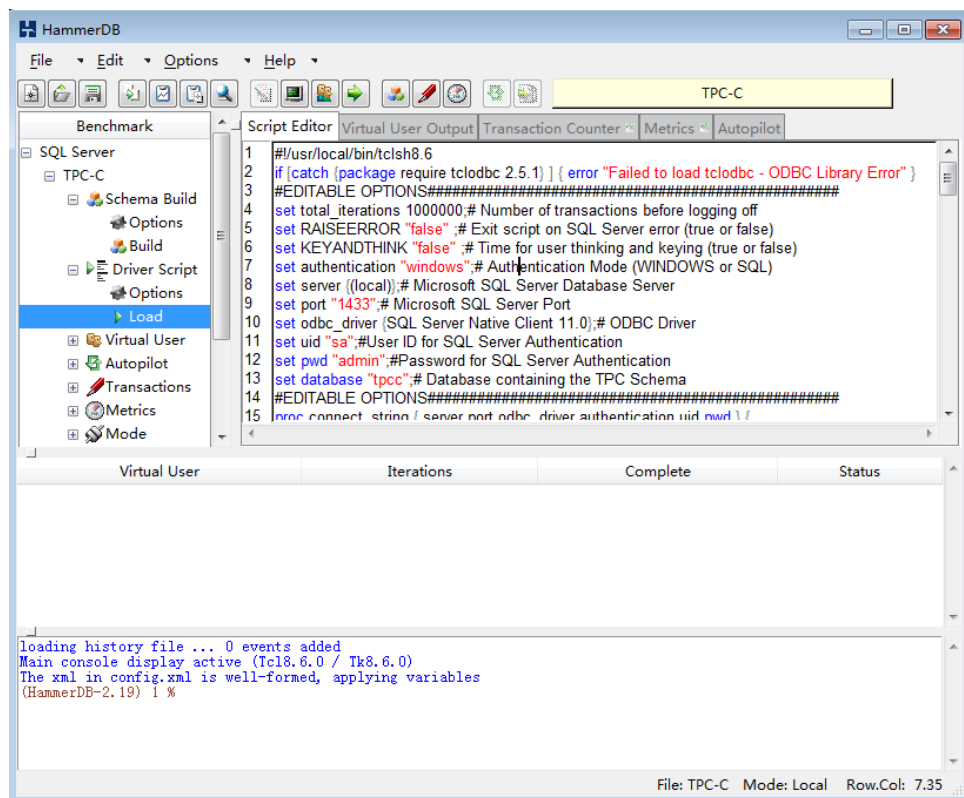 HammerDB
File Edit Options Help
TPC-C
Benchmark
SQL Server
TPC-C
Schema Build
Options
Build
Driver Script
Options
Load
Virtual User
Autopilot
Transactions
Metrics
Mode
Script Editor Virtual User Output Transaction Counter Metrics Autopilot
1 #!/usr/local/bin/tclsh8.6
2 if [catch {package require tclodbc 2.5.1} ] { error "Failed to load tclodbc - ODBC Library Error" }
3 #EDITABLE OPTIONS##################################################
4 set total_iterations 1000000;# Number of transactions before logging off
5 set RAISEERROR "false" ;# Exit script on SQL Server error (true or false)
6 set KEYANDTHINK "false" ;# Time for user thinking and keying (true or false)
7 set authentication "windows";# Authentication Mode (WINDOWS or SQL)
8 set server {(local)};# Microsoft SQL Server Database Server
9 set port "1433";# Microsoft SQL Server Port
10 set odbc_driver {SQL Server Native Client 11.0};# ODBC Driver
11 set uid "sa";#User ID for SQL Server Authentication
12 set pwd "admin";#Password for SQL Server Authentication
13 set database "tpcc";# Database containing the TPC Schema
14 #EDITABLE OPTIONS##################################################
15 proc connect_string { server port odbc_driver authentication uid pwd } {
Virtual User Iterations Complete Status
loading history file ... 0 events added
Main console display active (Tcl8.6.0 / Tk8.6.0)
The xml in config.xml is well-formed, applying variables
(HammerDB-2.19) 1 %
File: TPC-C Mode: Local Row.Col: 7.35